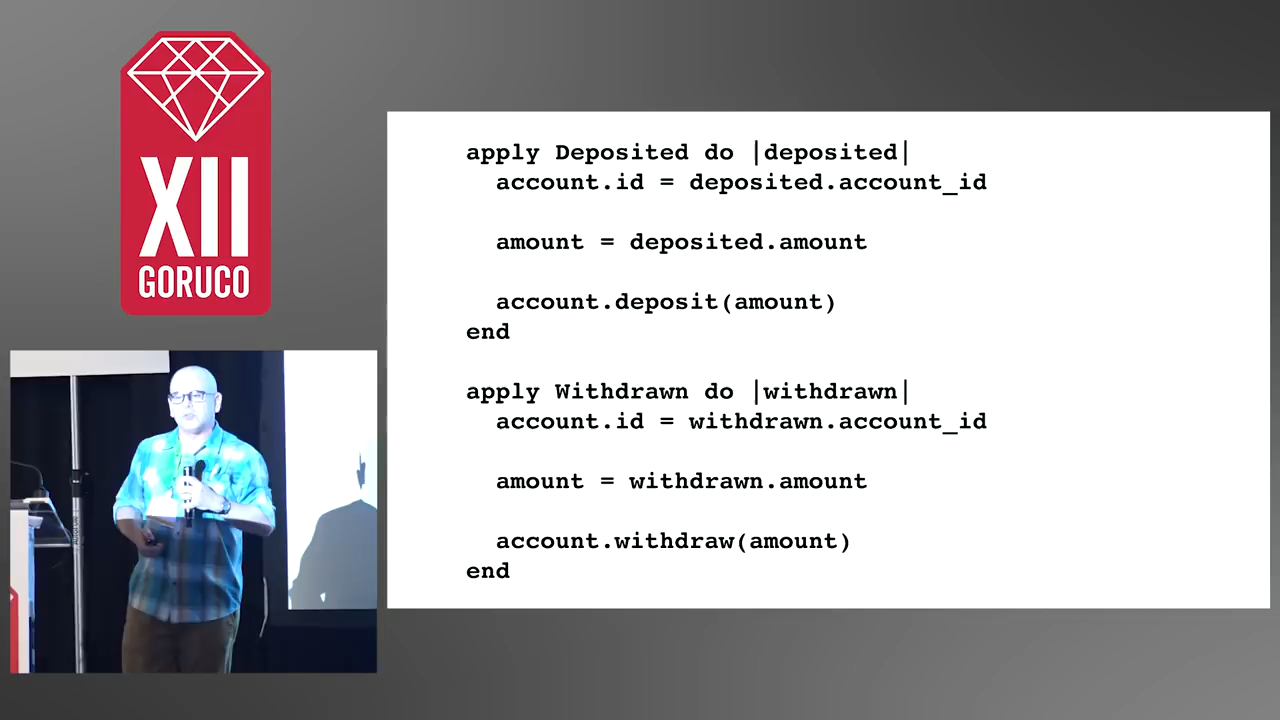 XII
GORUCO
apply Deposited do |deposited|
  account.id = deposited.account_id
  amount = deposited.amount
  account.deposit(amount)
end
apply Withdrawn do |withdrawn|
  account.id = withdrawn.account_id
  amount = withdrawn.amount
  account.withdraw(amount)
end